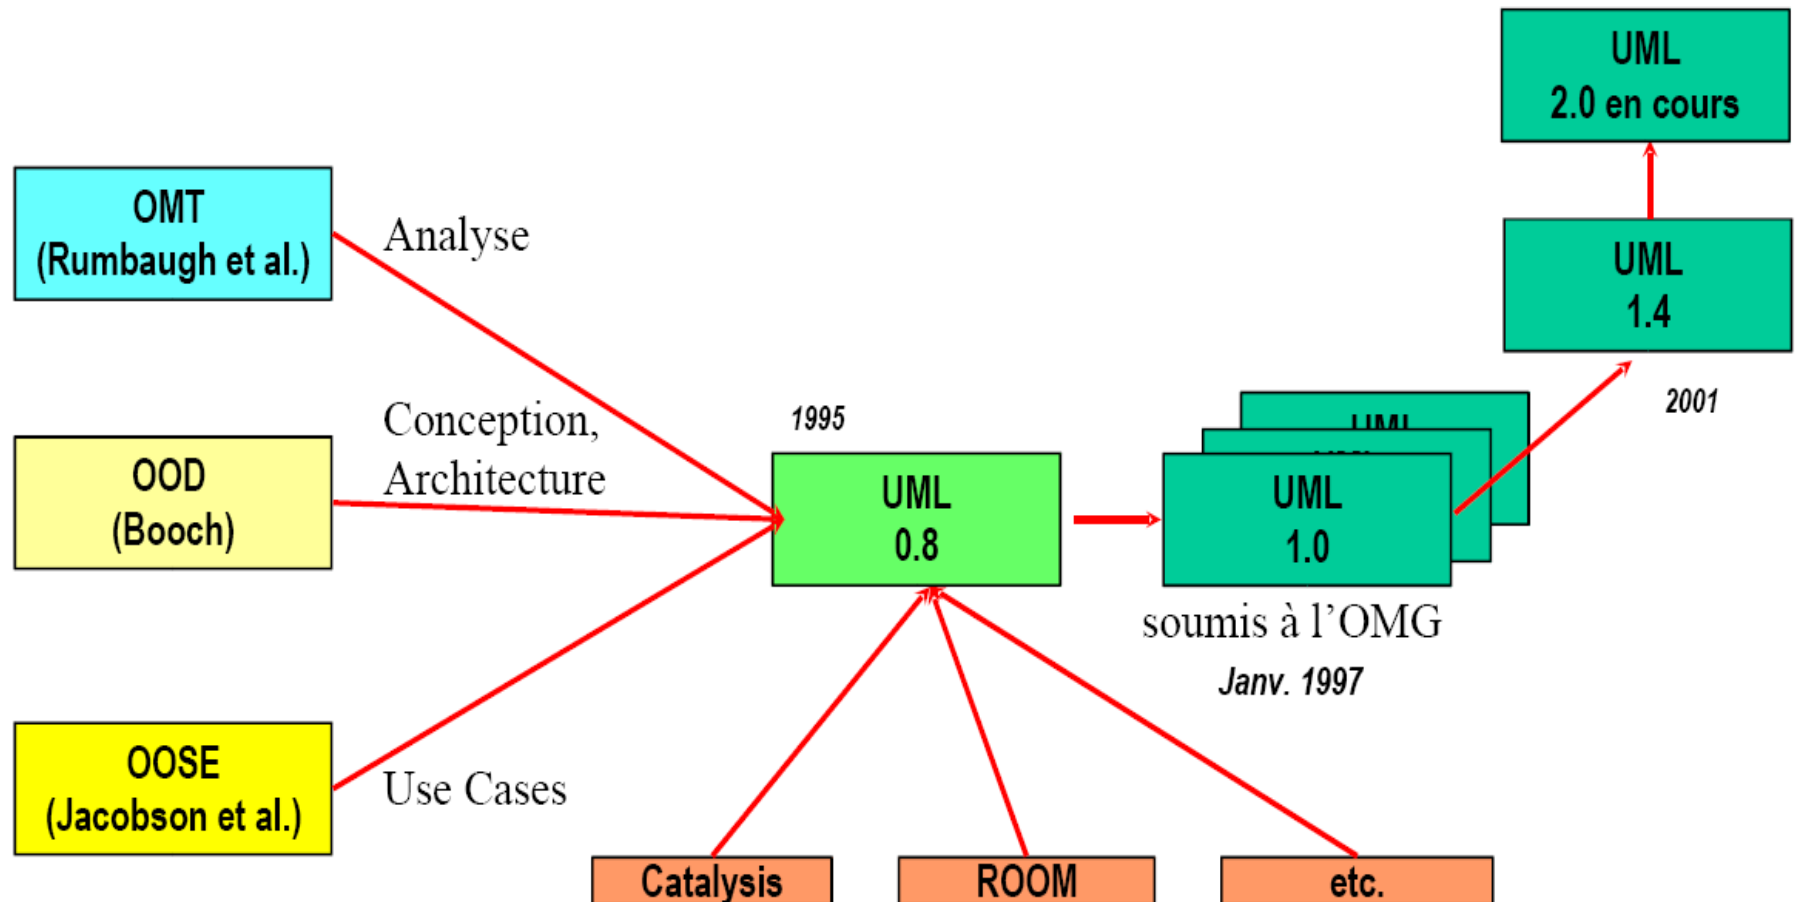 UML
2.0 en cours
OMT
(Rumbaugh et al.)
Analyse
UML
1.4
Conception,
Architecture
1995
2001
OOD
(Booch)
UML
0.8
UML
UML
1.0
soumis à l’OMG
Janv. 1997
OOSE
(Jacobson et al.)
Use Cases
Catalysis
ROOM
etc.